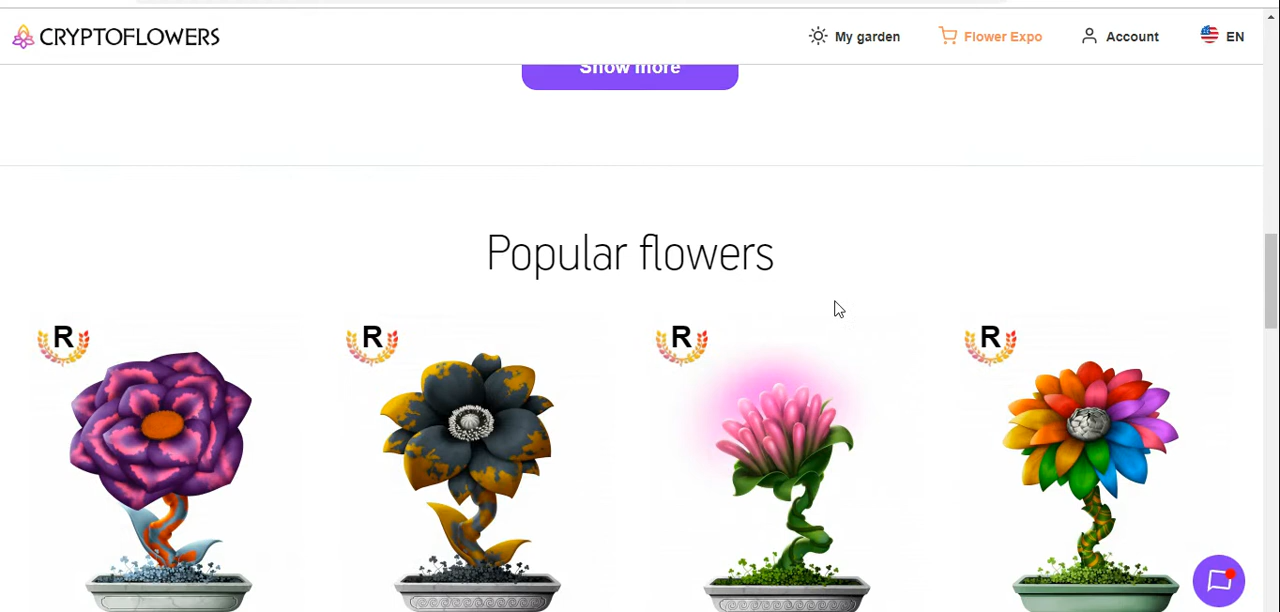 CRYPTOFLOWERS
My garden
Flower Expo
Account
EN
Show more
Popular flowers
R
R
R
R